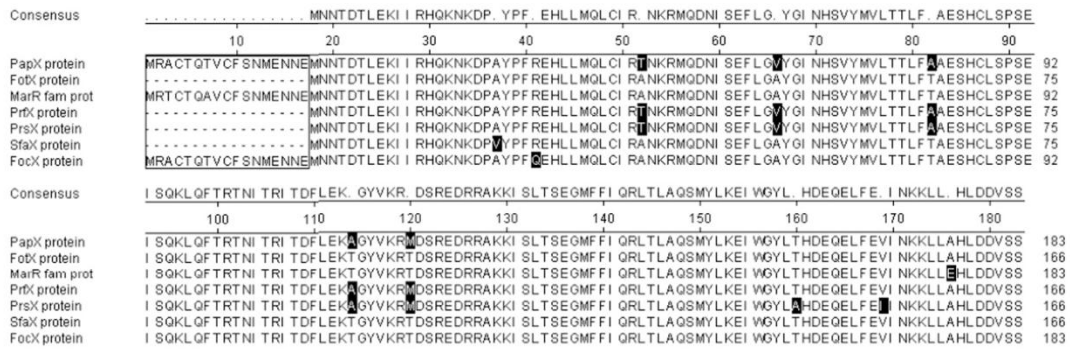 Consensus . . . . . . . . . . . . . . . . . MNNTDTLEKIIRHQKNKDP.YPF.EHLLMQLCIR.NKRMQDNISEFLG.YGINHSVYMVLTTLF.AESHCLSPSE
10 20 30 40 50 60 70 80 90
PapX protein MRACTQTVCFSNMENNEMNNTDTLEKIIRHQKNKDPAYPFREHLLMQLCIRTNKRMQDNISEFLGVYGINHSVYMVLTTLFAAESHCLSPSE 92
FotX protein - - - - - - - - - - - - - - - - - MNNTDTLEKIIRHQKNKDPAYPFREHLLMQLCIRANKRMQDNISEFLGAYGINHSVYMVLTTLFTAESHCLSPSE 75
MarR fam prot MRTCTQAVCFSNMENNEMNNTDTLEKIIRHQKNKDPAYPFREHLLMQLCIRANKRMQDNISEFLGAYGINHSVYMVLTTLFTAESHCLSPSE 92
PrfX protein - - - - - - - - - - - - - - - - - MNNTDTLEKIIRHQKNKDPAYPFREHLLMQLCIRTNKRMQDNISEFLGVYGINHSVYMVLTTLFAAESHCLSPSE 75
PrsX protein - - - - - - - - - - - - - - - - - MNNTDTLEKIIRHQKNKDPAYPFREHLLMQLCIRTNKRMQDNISEFLGVYGINHSVYMVLTTLFAAESHCLSPSE 75
SfaX protein - - - - - - - - - - - - - - - - - MNNTDTLEKIIRHQKNKDPVYPFREHLLMQLCIRANKRMQDNISEFLGAYGINHSVYMVLTTLFTAESHCLSPSE 75
FocX protein MRACTQTVCFSNMENNEMNNTDTLEKIIRHQKNKDPAYPFQEHLLMQLCIRANKRMQDNISEFLGAYGINHSVYMVLTTLFTAESHCLSPSE 92
Consensus ISQKLQFTRTNITRITDFLEK.GYVKR.DSREDRRAKKISLTSEGMFFIQRLTLAQSMYLKEIWGYL.HDEQELFE.INKKLL.HLDDVSS
100 110 120 130 140 150 160 170 180
PapX protein ISQKLQFTRTNITRITDFLEKAGYVKRMDSREDRRAKKISLTSEGMFFIQRLTLAQSMYLKEIWGYLTHDEQELFEVINKKLLAHLDDVSS 183
FotX protein ISQKLQFTRTNITRITDFLEKTGYVKRTDSREDRRAKKISLTSEGMFFIQRLTLAQSMYLKEIWGYLTHDEQELFEVINKKLLAHLDDVSS 166
MarR fam prot ISQKLQFTRTNITRITDFLEKTGYVKRTDSREDRRAKKISLTSEGMFFIQRLTLAQSMYLKEIWGYLTHDEQELFEVINKKLLEHLDDVSS 183
PrfX protein ISQKLQFTRTNITRITDFLEKAGYVKRMDSREDRRAKKISLTSEGMFFIQRLTLAQSMYLKEIWGYLTHDEQELFEVINKKLLAHLDDVSS 166
PrsX protein ISQKLQFTRTNITRITDFLEKAGYVKRMDSREDRRAKKISLTSEGMFFIQRLTLAQSMYLKEIWGYLAHDEQELFEIINKKLLAHLDDVSS 166
SfaX protein ISQKLQFTRTNITRITDFLEKTGYVKRTDSREDRRAKKISLTSEGMFFIQRLTLAQSMYLKEIWGYLTHDEQELFEVINKKLLAHLDDVSS 166
FocX protein ISQKLQFTRTNITRITDFLEKTGYVKRTDSREDRRAKKISLTSEGMFFIQRLTLAQSMYLKEIWGYLTHDEQELFEVINKKLLAHLDDVSS 183